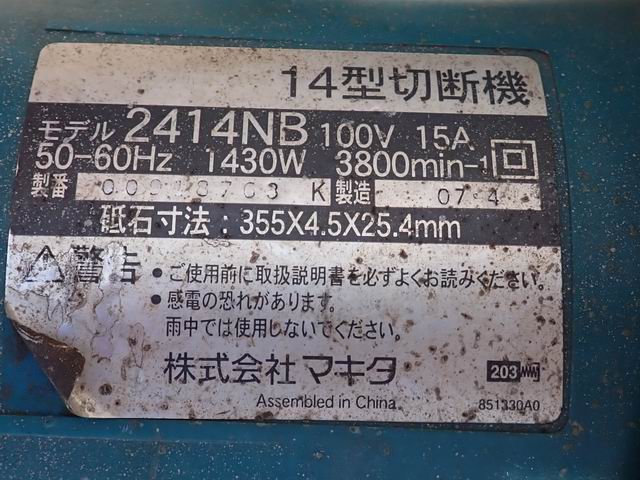 14型切断機
モデル 2414NB 100V 15A
50-60Hz 1430W 3800min-1
製番 K 製造 07 4
砥石寸法：355X4.5X25.4mm
⚠警告 ●ご使用前に取扱説明書を必ずよくお読みください。
●感電の恐れがあります。
雨中では使用しないでください。
株式会社 マキタ
203
Assembled in China
851330A0